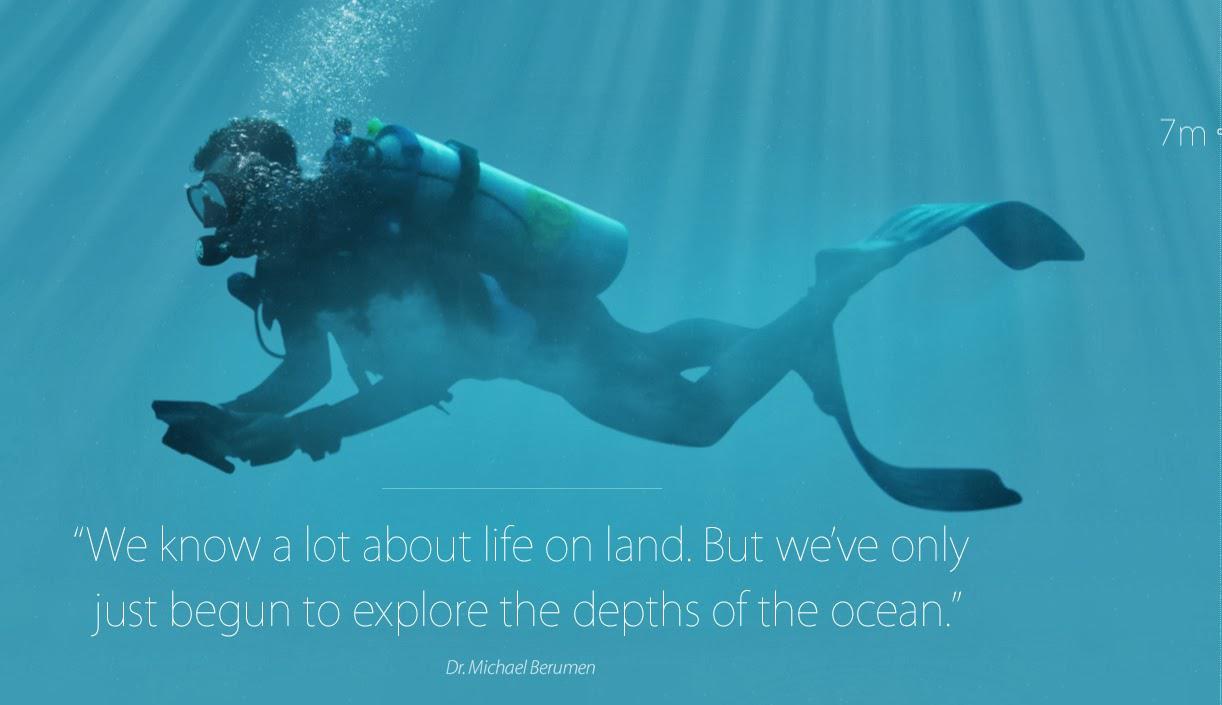 7m
“We know a lot about life on land. But we’ve only
just begun to explore the depths of the ocean.”
Dr. Michael Berumen